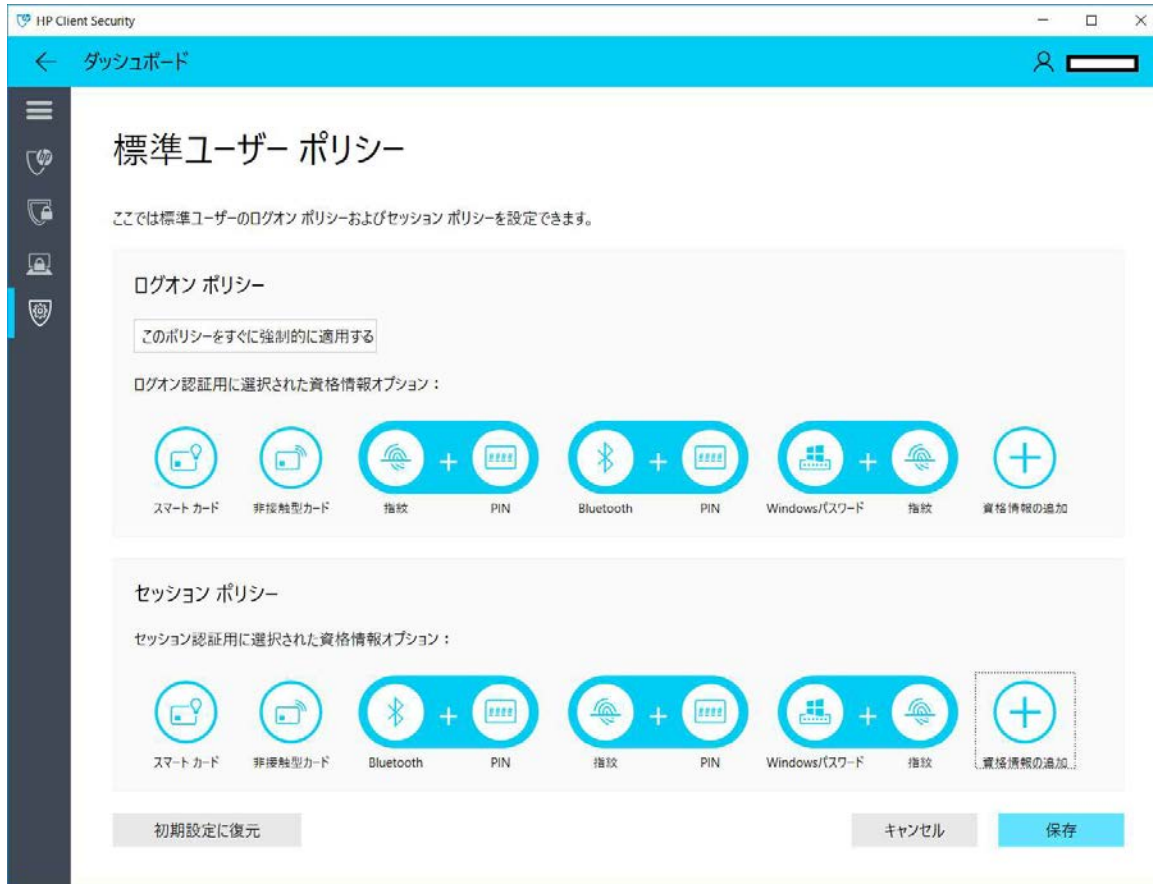 HP Client Security
ダッシュボード
標準ユーザー ポリシー
ここでは標準ユーザーのログオン ポリシーおよびセッション ポリシーを設定できます。
ログオン ポリシー
このポリシーをすぐに強制的に適用する
ログオン認証用に選択された資格情報オプション：
スマート カード 非接触型カード 指紋 + PIN Bluetooth + PIN Windowsパスワード + 指紋 資格情報の追加
セッション ポリシー
セッション認証用に選択された資格情報オプション：
スマート カード 非接触型カード Bluetooth + PIN 指紋 + PIN Windowsパスワード + 指紋 資格情報の追加
初期設定に復元 キャンセル 保存